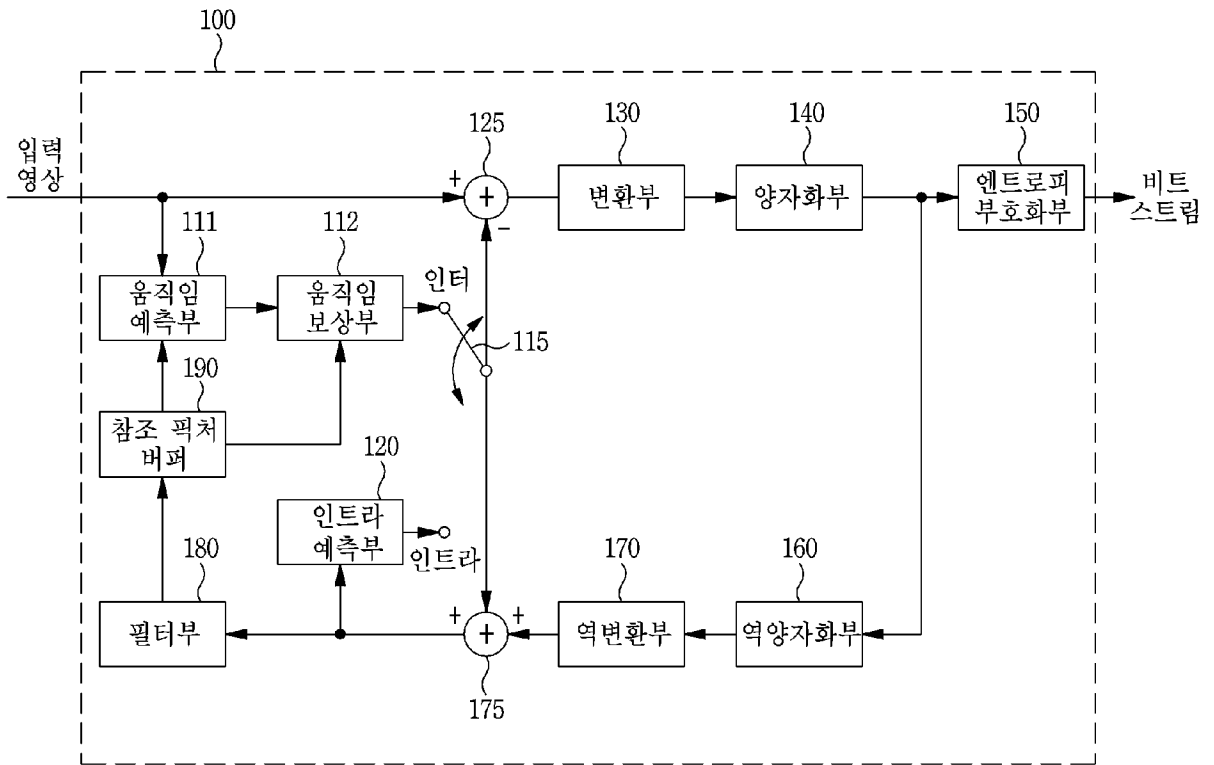 100
입력
영상
125
130
140
150
+
+
−
변환부
양자화부
엔트로피
부호화부
비트
스트림
111
112
움직임
예측부
움직임
보상부
인터
115
190
참조 픽처
버퍼
120
인트라
예측부
인트라
180
170
160
필터부
+
+
+
역변환부
역양자화부
175